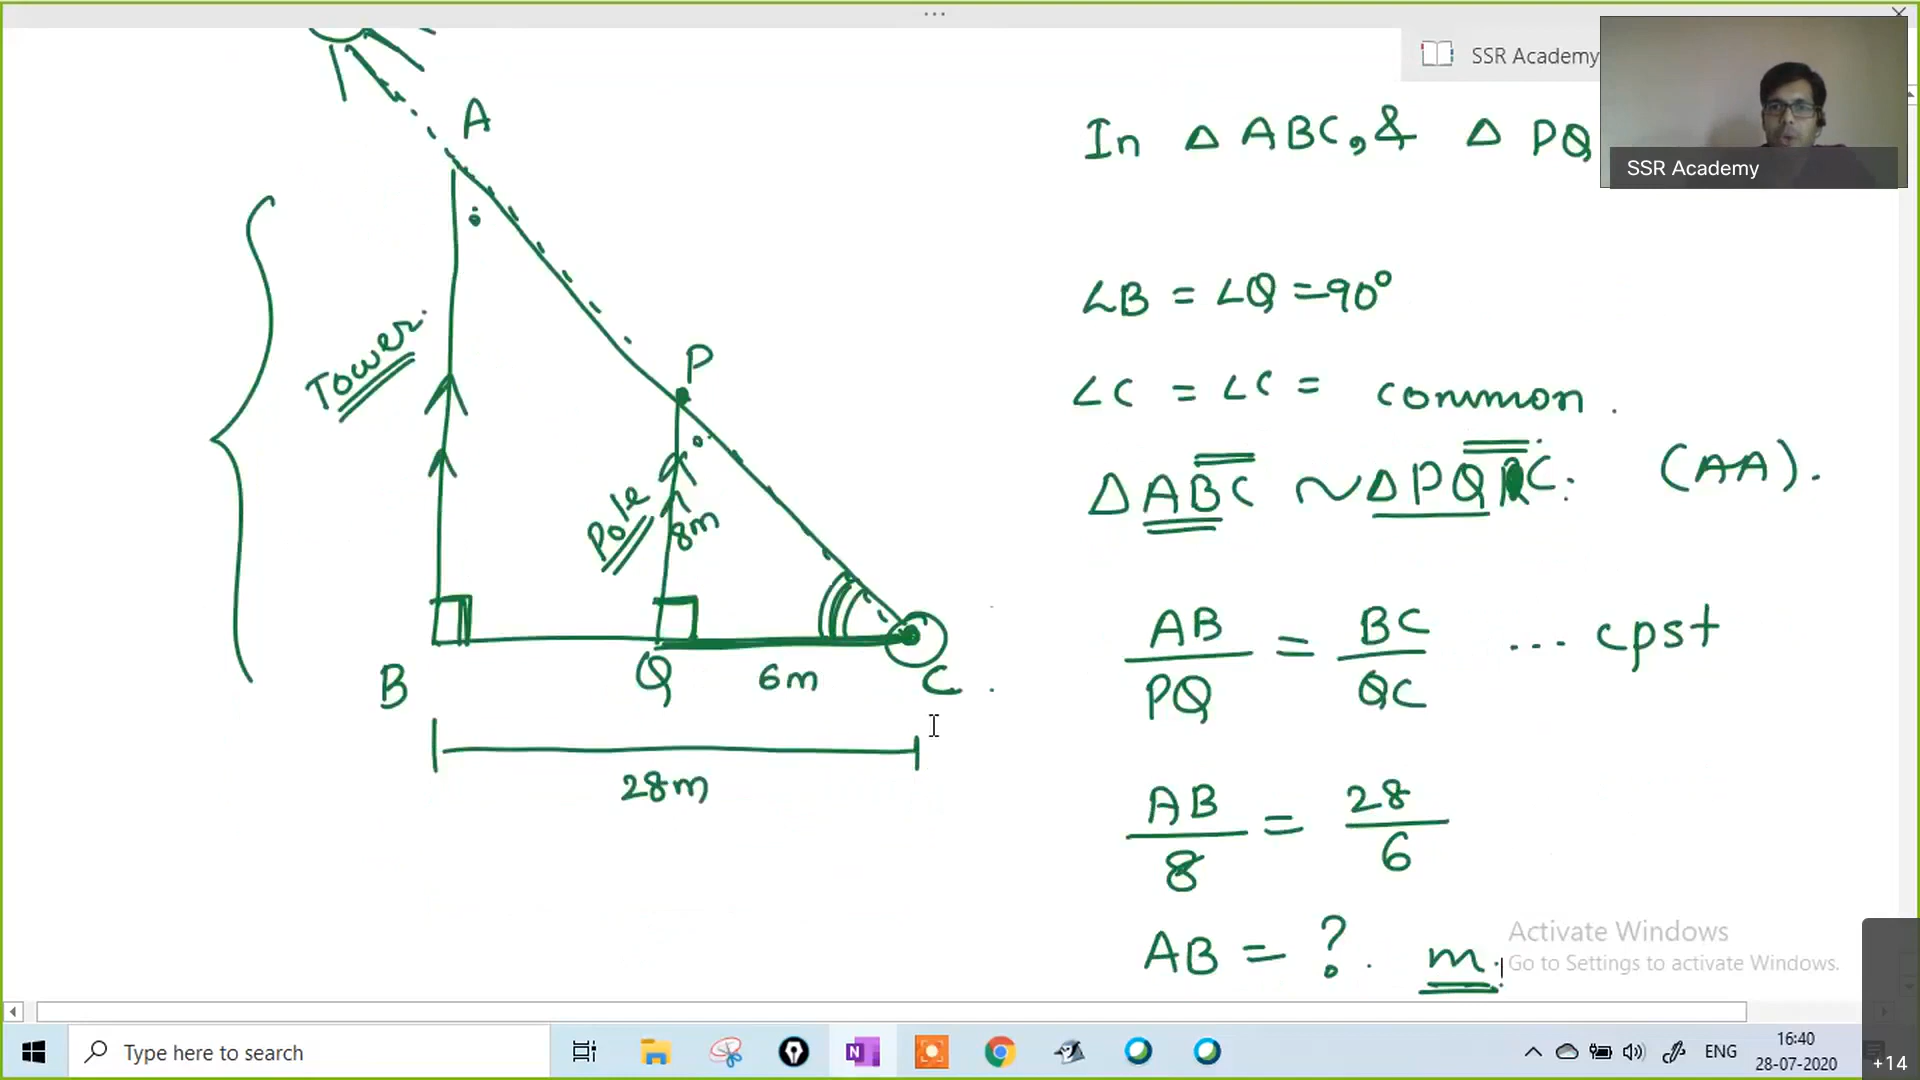 SSR Academy
SSR Academy
In △ ABC, & △ PQ
A
∠B = ∠Q = 90°
Tower
P
∠C = ∠C = common .
△ABC ~ △PQC. (AA).
Pole
8m
AB/PQ = BC/QC ... cpst
B
Q
6m
C
28m
AB/8 = 28/6
AB = ? . m.
Activate Windows
Go to Settings to activate Windows.
Type here to search
ENG
16:40
28-07-2020
+14